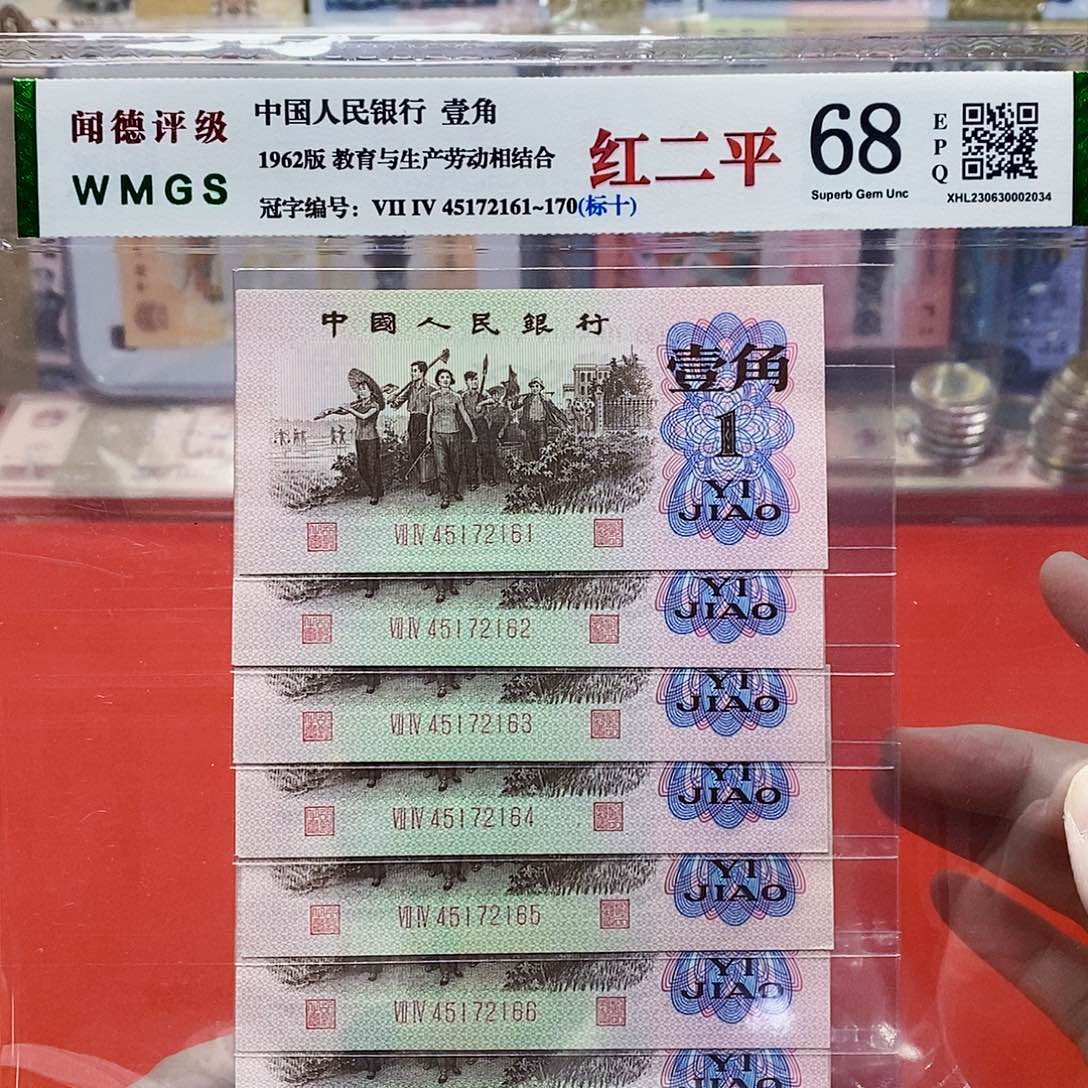 闻德评级
WMGS
中国人民银行 壹角
1962版 教育与生产劳动相结合
冠字编号：VII IV 45172161~170(标十)
红二平
68
Superb Gem Unc
EPQ
XHL230630002034
中國人民銀行
壹角
1
YI
JIAO
VII IV 45172161
YI
JIAO
VII IV 45172162
YI
JIAO
VII IV 45172163
YI
JIAO
VII IV 45172164
YI
JIAO
VII IV 45172165
YI
JIAO
VII IV 45172166
YI
JIAO